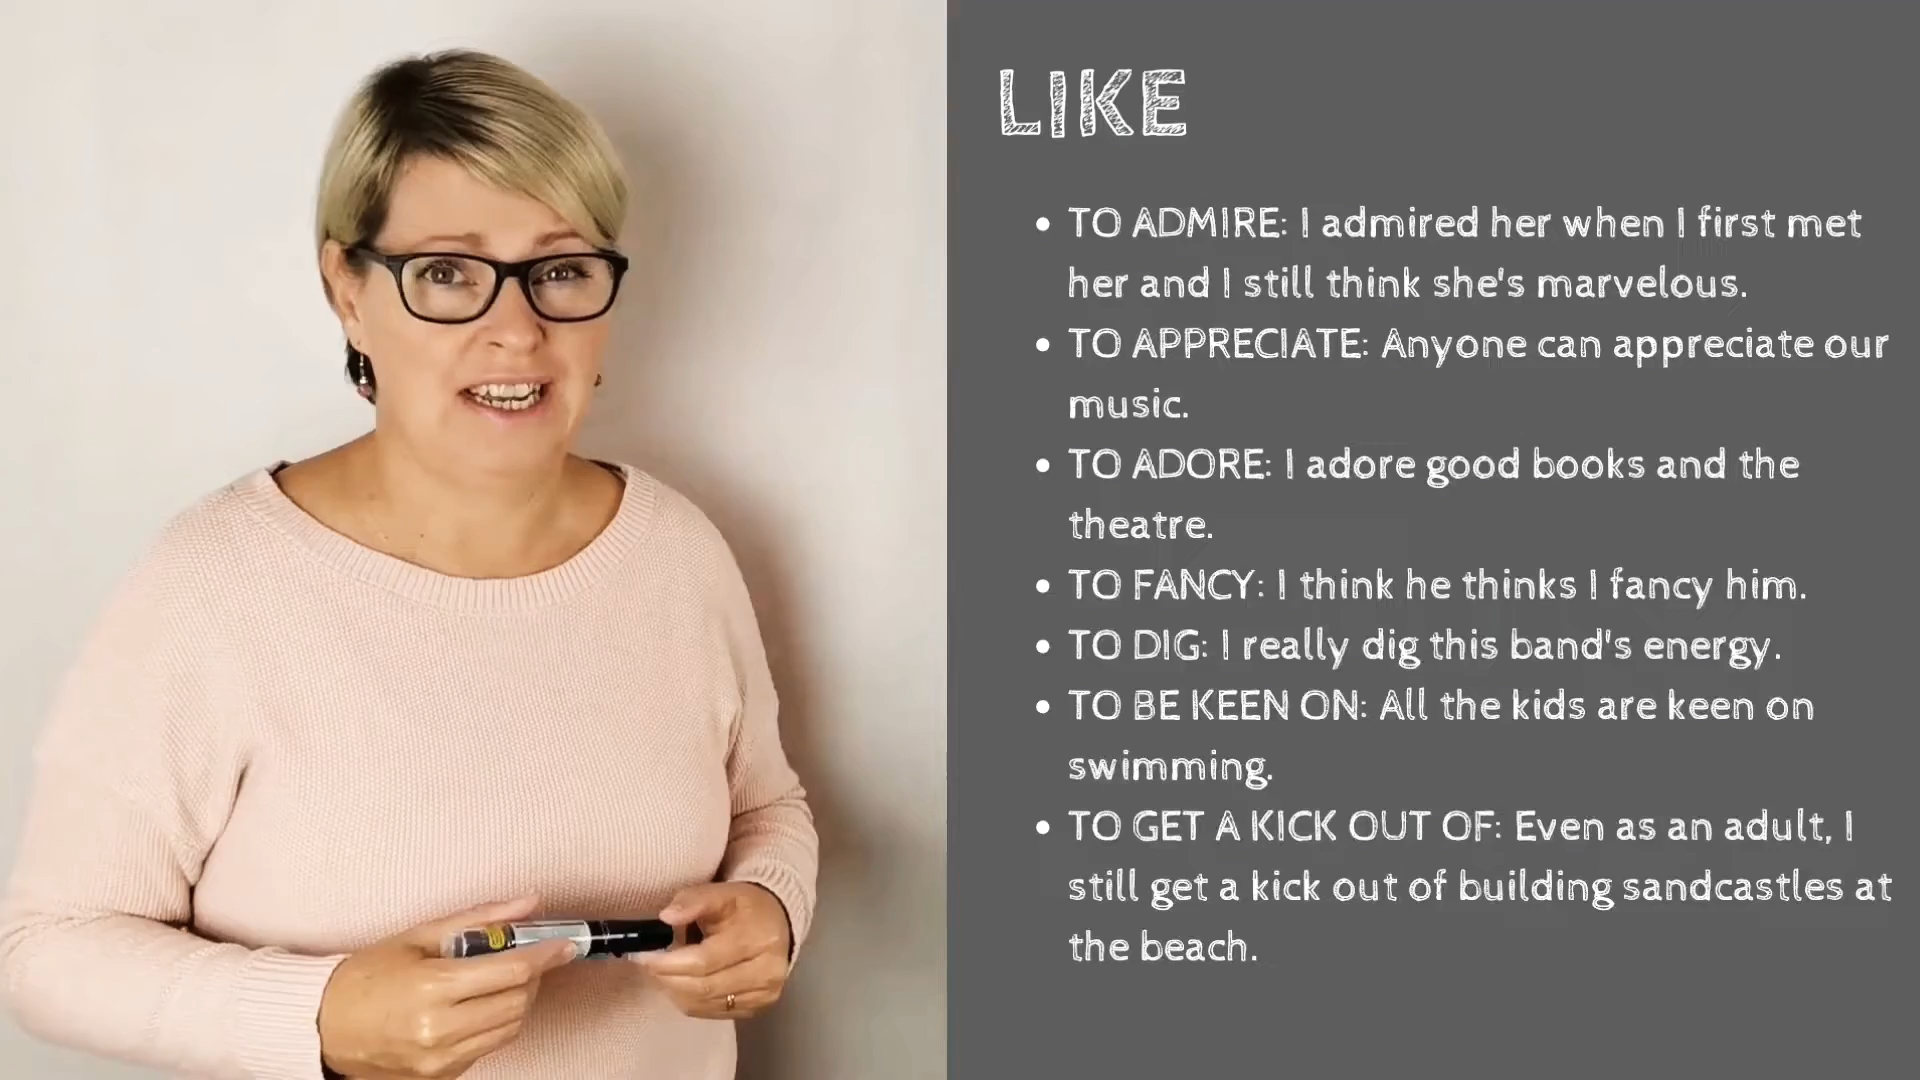 LIKE
• TO ADMIRE: I admired her when I first met
her and I still think she's marvelous.
• TO APPRECIATE: Anyone can appreciate our
music.
• TO ADORE: I adore good books and the
theatre.
• TO FANCY: I think he thinks I fancy him.
• TO DIG: I really dig this band's energy.
• TO BE KEEN ON: All the kids are keen on
swimming.
• TO GET A KICK OUT OF: Even as an adult, I
still get a kick out of building sandcastles at
the beach.